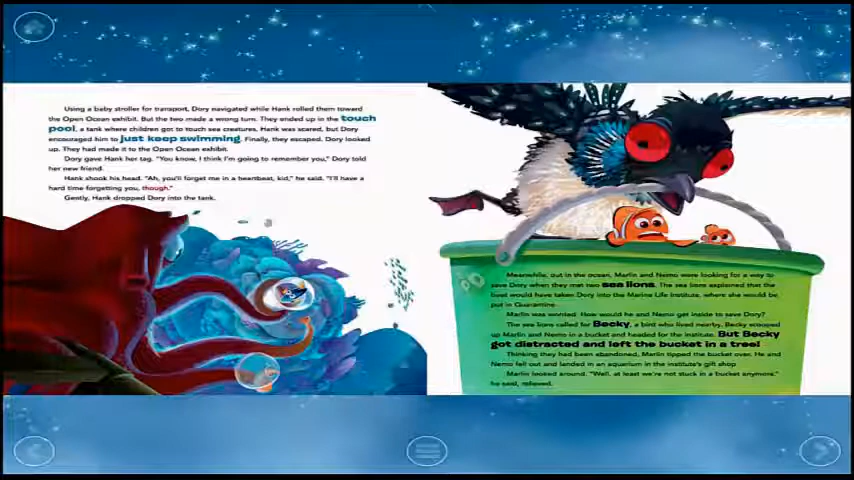 Using a baby stroller for transport, Dory navigated while Hank rolled them toward
the Open Ocean exhibit. But the two made a wrong turn. They ended up in the touch
pool, a tank where children got to touch sea creatures. Hank was scared, but Dory
encouraged him to just keep swimming. Finally, they escaped. Dory looked
up. They had made it to the Open Ocean exhibit.
Dory gave Hank her tag. "You know, I think I'm going to remember you," Dory told
her new friend.
Hank shook his head. "Ah, you'll forget me in a heartbeat, kid," he said. "I'll have a
hard time forgetting you, though."
Gently, Hank dropped Dory into the tank.
Meanwhile, out in the ocean, Marlin and Nemo were looking for a way to
save Dory when they met two sea lions. The sea lions explained that the
boat would have taken Dory into the Marine Life Institute, where she would be
put in Quarantine.
Marlin was worried. How would he and Nemo get inside to save Dory?
The sea lions called for Becky, a bird who lived nearby. Becky scooped
up Marlin and Nemo in a bucket and headed for the institute. But Becky
got distracted and left the bucket in a tree!
Thinking they had been abandoned, Marlin tipped the bucket over. He and
Nemo fell out and landed in an aquarium in the institute's gift shop.
Marlin looked around. "Well, at least we're not stuck in a bucket anymore,"
he said, relieved.